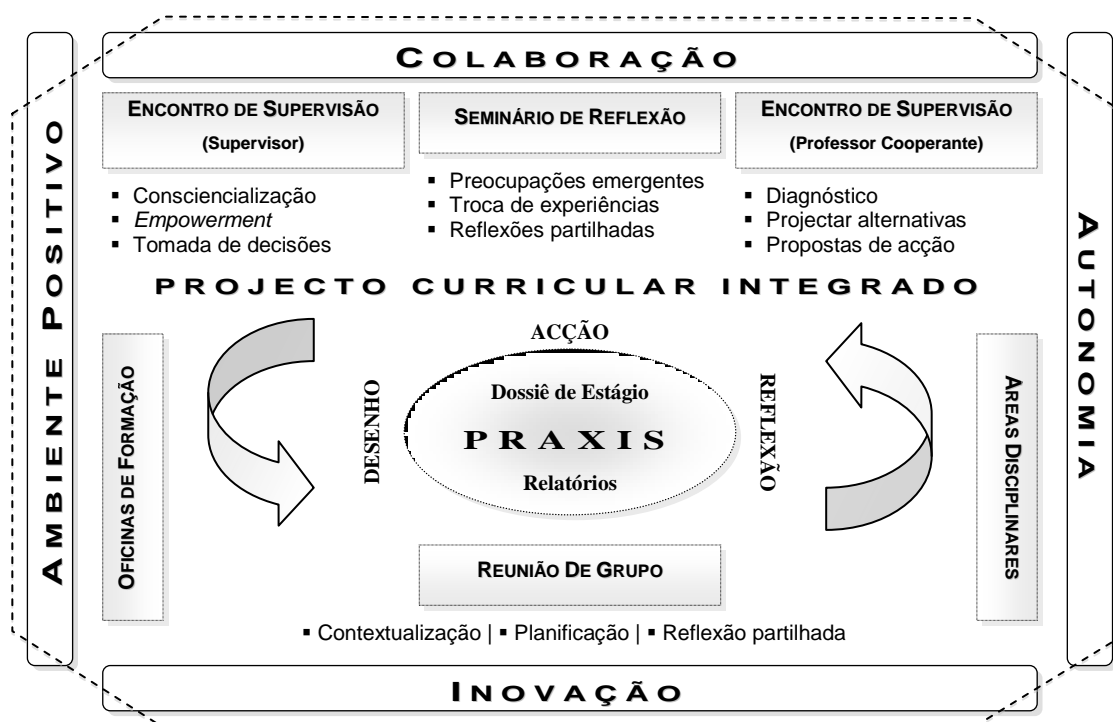 COLABORAÇÃO
AMBIENTE POSITIVO
AUTONOMIA
ENCONTRO DE SUPERVISÃO
(Supervisor)
SEMINÁRIO DE REFLEXÃO
ENCONTRO DE SUPERVISÃO
(Professor Cooperante)
▪ Consciencialização
▪ Empowerment
▪ Tomada de decisões
▪ Preocupações emergentes
▪ Troca de experiências
▪ Reflexões partilhadas
▪ Diagnóstico
▪ Projectar alternativas
▪ Propostas de acção
PROJECTO CURRICULAR INTEGRADO
OFICINAS DE FORMAÇÃO
DESENHO
ACÇÃO
Dossiê de Estágio
PRAXIS
Relatórios
REFLEXÃO
AREAS DISCIPLINARES
REUNIÃO DE GRUPO
▪ Contextualização | ▪ Planificação | ▪ Reflexão partilhada
INOVAÇÃO